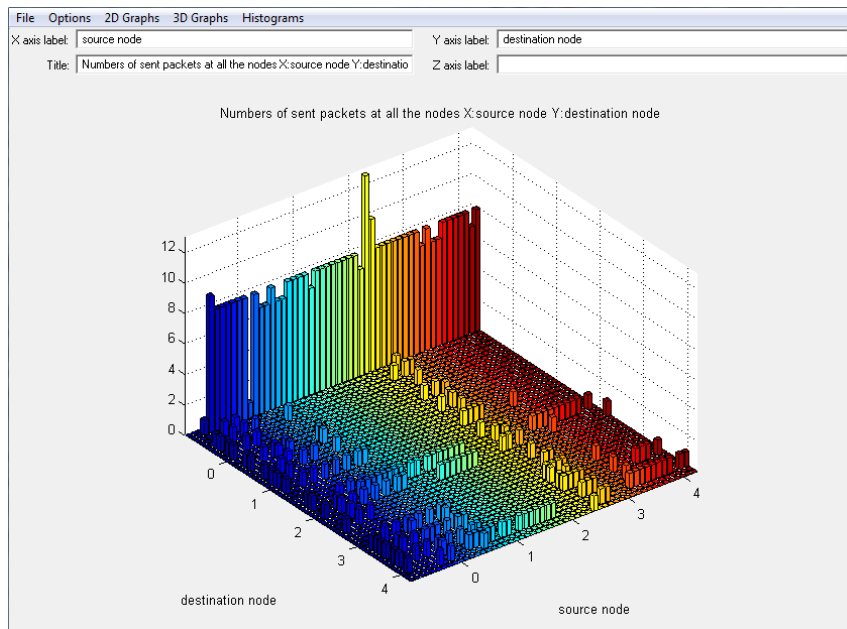 File Options 2D Graphs 3D Graphs Histograms
X axis label: source node Y axis label: destination node
Title: Numbers of sent packets at all the nodes X:source node Y:destinatio Z axis label:
Numbers of sent packets at all the nodes X:source node Y:destination node
12
10
8
6
4
2
0
0
1
2
3
4
0
1
2
3
4
destination node
source node